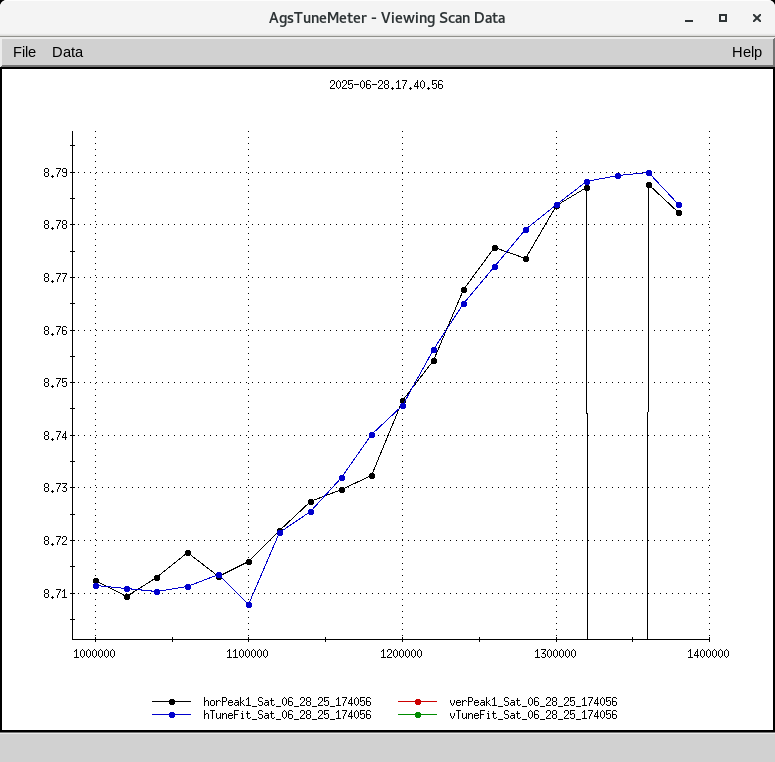 AgsTuneMeter - Viewing Scan Data
File Data Help
2025-06-28.17.40.56
8.79
8.78
8.77
8.76
8.75
8.74
8.73
8.72
8.71
1000000 1100000 1200000 1300000 1400000
horPeak1_Sat_06_28_25_174056 verPeak1_Sat_06_28_25_174056
hTuneFit_Sat_06_28_25_174056 vTuneFit_Sat_06_28_25_174056